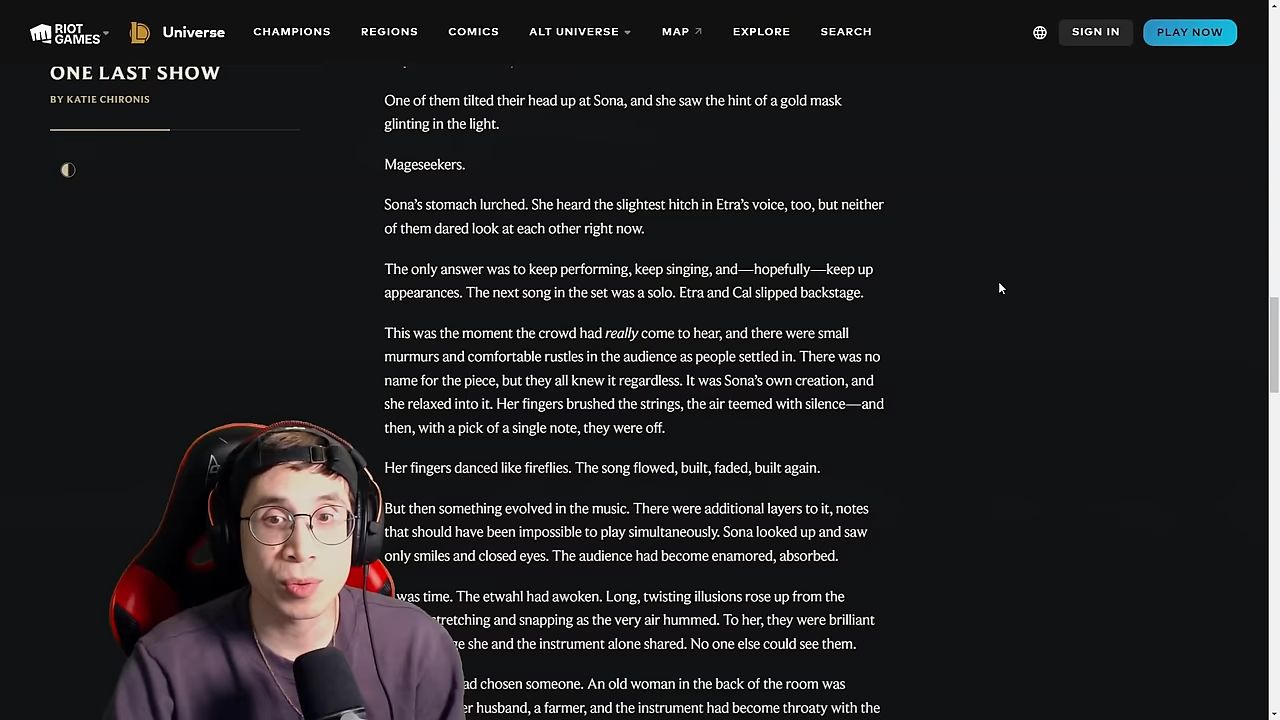 RIOT GAMES
Universe
CHAMPIONS
REGIONS
COMICS
ALT UNIVERSE
MAP
EXPLORE
SEARCH
SIGN IN
PLAY NOW
ONE LAST SHOW
BY KATIE CHIRONIS
One of them tilted their head up at Sona, and she saw the hint of a gold mask
glinting in the light.
Mageseekers.
Sona’s stomach lurched. She heard the slightest hitch in Etra’s voice, too, but neither
of them dared look at each other right now.
The only answer was to keep performing, keep singing, and—hopefully—keep up
appearances. The next song in the set was a solo. Etra and Cal slipped backstage.
This was the moment the crowd had really come to hear, and there were small
murmurs and comfortable rustles in the audience as people settled in. There was no
name for the piece, but they all knew it regardless. It was Sona’s own creation, and
she relaxed into it. Her fingers brushed the strings, the air teemed with silence—and
then, with a pick of a single note, they were off.
Her fingers danced like fireflies. The song flowed, built, faded, built again.
But then something evolved in the music. There were additional layers to it, notes
that should have been impossible to play simultaneously. Sona looked up and saw
only smiles and closed eyes. The audience had become enamored, absorbed.
was time. The etwahl had awoken. Long, twisting illusions rose up from the
stretching and snapping as the very air hummed. To her, they were brilliant
she and the instrument alone shared. No one else could see them.
had chosen someone. An old woman in the back of the room was
husband, a farmer, and the instrument had become throaty with the